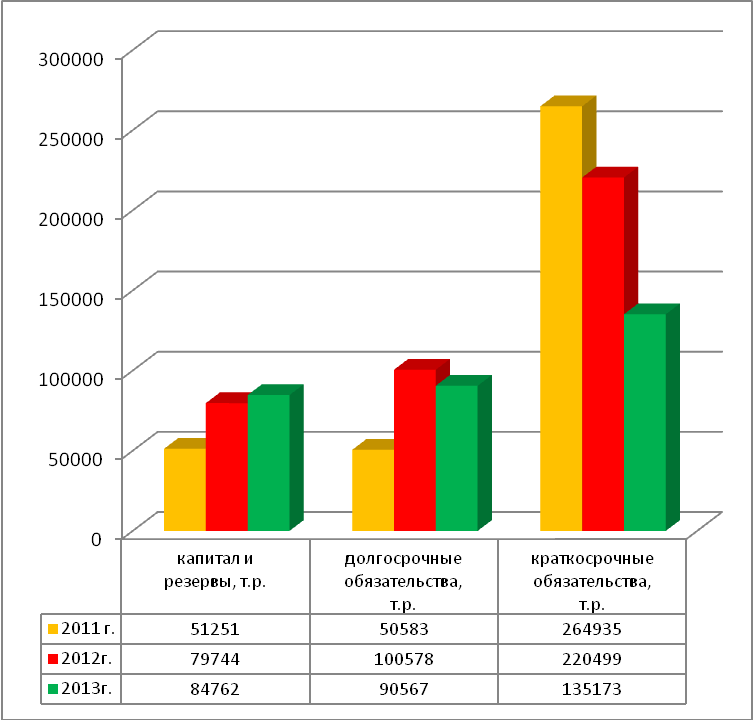 300000
250000
200000
150000
100000
50000
0
капитал и
резервы, т.р.
долгосрочные
обязательства,
т.р.
краткосрочные
обязательства,
т.р.
2011 г. 51251 50583 264935
2012г. 79744 100578 220499
2013г. 84762 90567 135173